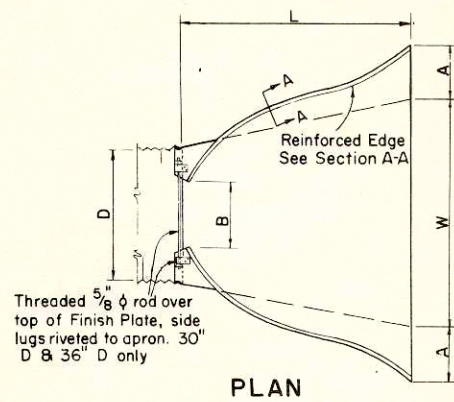 L
A
A
A
Reinforced Edge
See Section A-A
D
B
W
Threaded 5/8" ϕ rod over
top of Finish Plate, side
lugs riveted to apron. 30"
D & 36" D only
A
PLAN